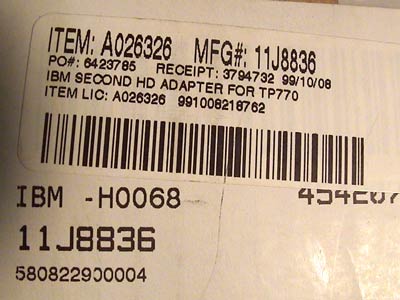 ITEM: A026326 MFG#: 11J8836
PO#: 6423785 RECEIPT: 3794732 99/10/08
IBM SECOND HD ADAPTER FOR TP770
ITEM LIC: A026326 991008218762
IBM -H0068
11J8836
580822900004